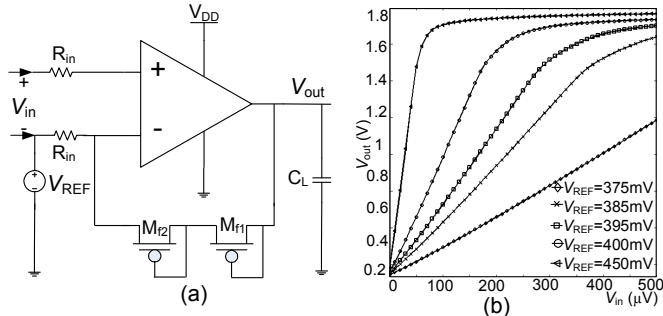 V_DD
R_in
+
+
V_out
V_in
-
-
R_in
V_REF
C_L
M_f2
M_f1
(a)
1.8
1.6
1.4
1.2
1
0.8
0.6
0.4
0.2
V_out (V)
V_REF=375mV
V_REF=385mV
V_REF=395mV
V_REF=400mV
V_REF=450mV
0
100
200
300
400
500
V_in (μV)
(b)